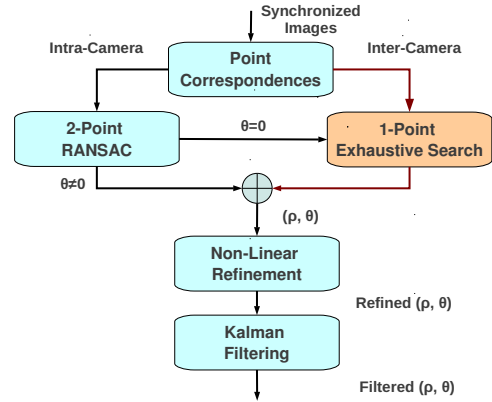 Synchronized
Images
Intra-Camera
Inter-Camera
Point
Correspondences
2-Point
RANSAC
θ=0
1-Point
Exhaustive Search
θ≠0
(ρ, θ)
Non-Linear
Refinement
Refined (ρ, θ)
Kalman
Filtering
Filtered (ρ, θ)